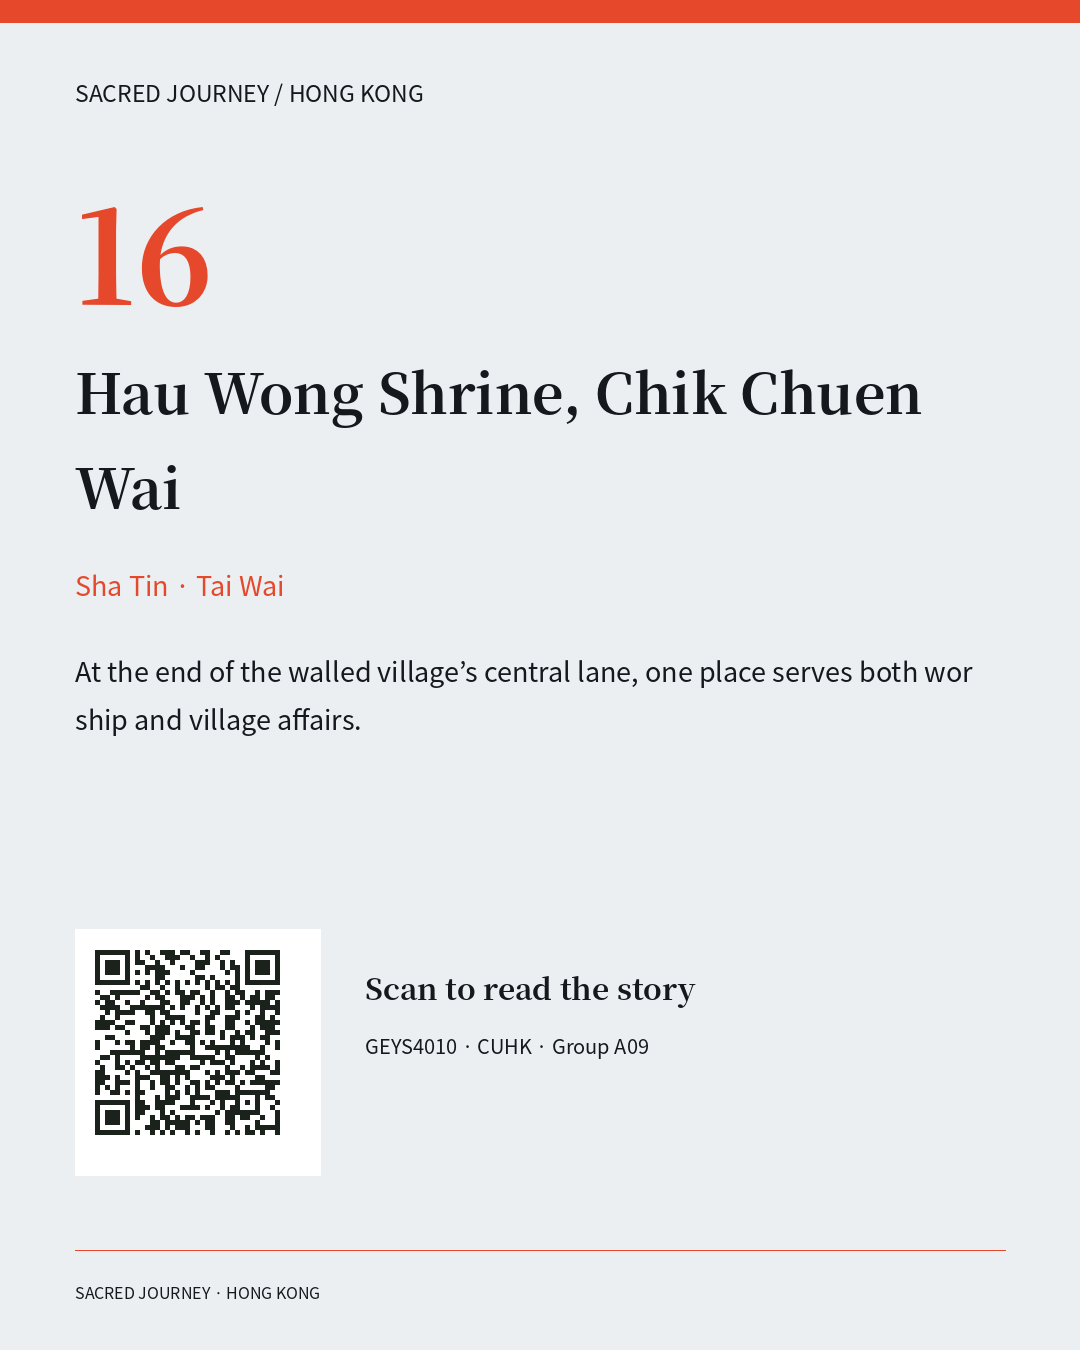 SACRED JOURNEY / HONG KONG
16
Hau Wong Shrine, Chik Chuen
Wai
Sha Tin · Tai Wai
At the end of the walled village’s central lane, one place serves both wor
ship and village affairs.
Scan to read the story
GEYS4010 · CUHK · Group A09
SACRED JOURNEY · HONG KONG